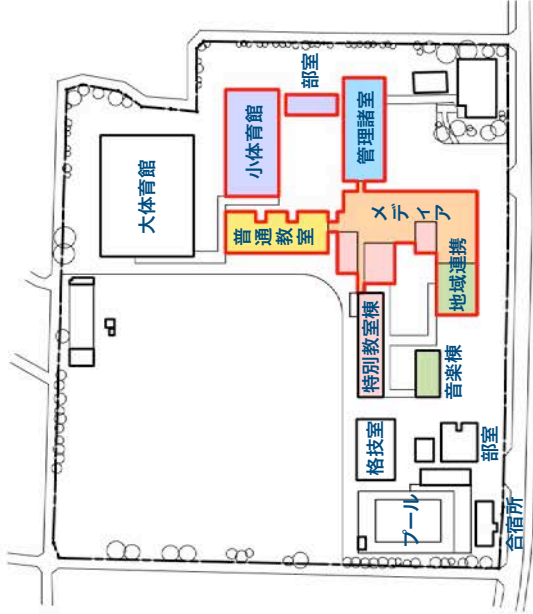 部室
小体育館
管理諸室
大体育館
普通
教室
メディア
地域連携
特別教室棟
音楽棟
格技室
部室
プール
合宿所